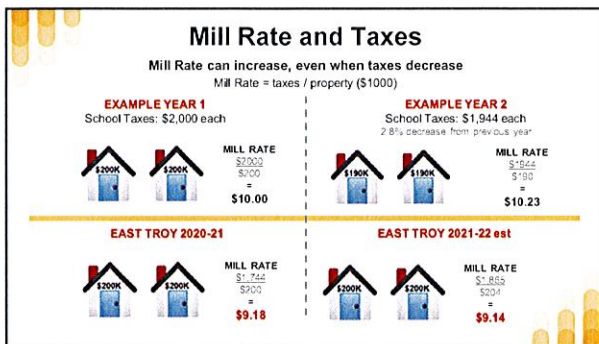 Mill Rate and Taxes
Mill Rate can increase, even when taxes decrease
Mill Rate = taxes / property ($1000)
EXAMPLE YEAR 1
School Taxes: $2,000 each
$200K
$200K
MILL RATE
$2000
$200
=
$10.00
EXAMPLE YEAR 2
School Taxes: $1,944 each
2.8% decrease from previous year
$190K
$190K
MILL RATE
$1944
$190
=
$10.23
EAST TROY 2020-21
$200K
$200K
MILL RATE
$1,744
$200
=
$9.18
EAST TROY 2021-22 est
$200K
$200K
MILL RATE
$1,865
$204
=
$9.14